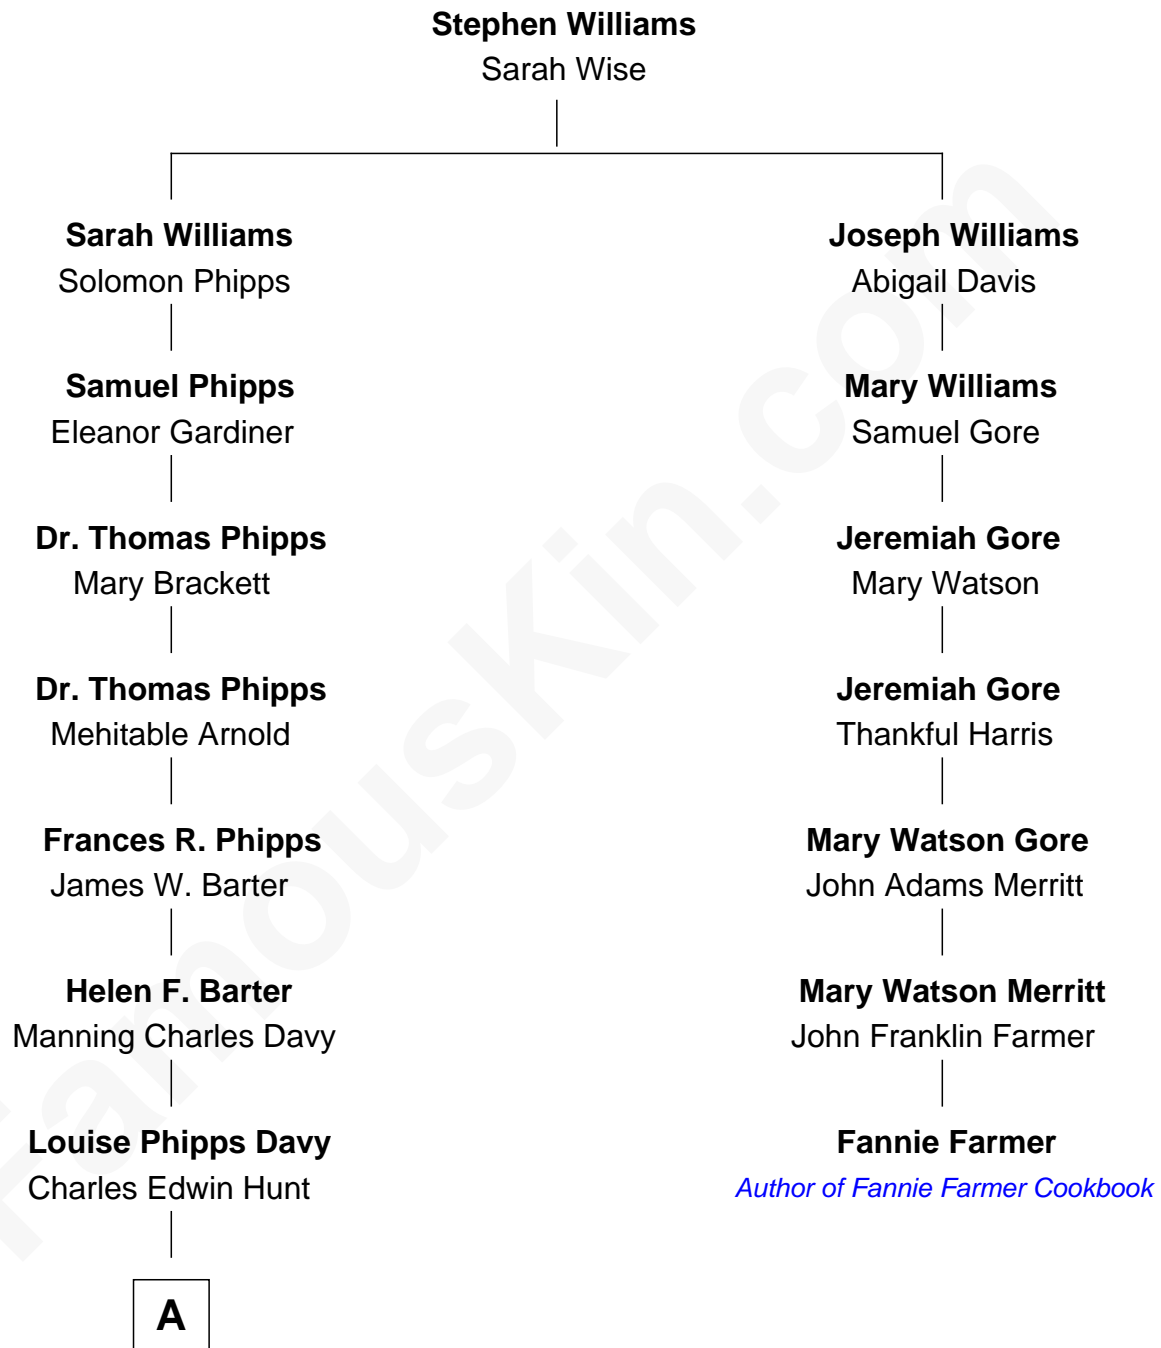 Stephen Williams
Sarah Wise
Sarah Williams
Solomon Phipps
Samuel Phipps
Eleanor Gardiner
Dr. Thomas Phipps
Mary Brackett
Dr. Thomas Phipps
Mehitable Arnold
Frances R. Phipps
James W. Barter
Helen F. Barter
Manning Charles Davy
Louise Phipps Davy
Charles Edwin Hunt
A
Joseph Williams
Abigail Davis
Mary Williams
Samuel Gore
Jeremiah Gore
Mary Watson
Jeremiah Gore
Thankful Harris
Mary Watson Gore
John Adams Merritt
Mary Watson Merritt
John Franklin Farmer
Fannie Farmer
Author of Fannie Farmer Cookbook
FamousKin.com